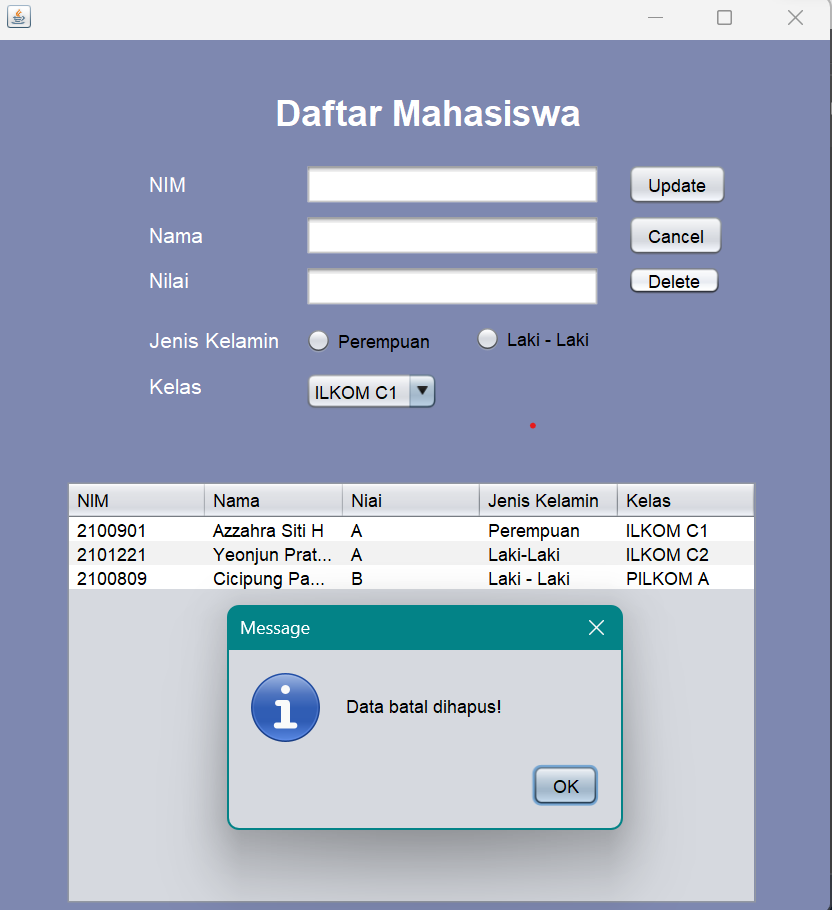 Daftar Mahasiswa
NIM Update
Nama Cancel
Nilai Delete
Jenis Kelamin Perempuan Laki - Laki
Kelas ILKOM C1
NIM Nama Niai Jenis Kelamin Kelas
2100901 Azzahra Siti H A Perempuan ILKOM C1
2101221 Yeonjun Prat... A Laki-Laki ILKOM C2
2100809 Cicipung Pa... B Laki - Laki PILKOM A
Message
Data batal dihapus!
OK